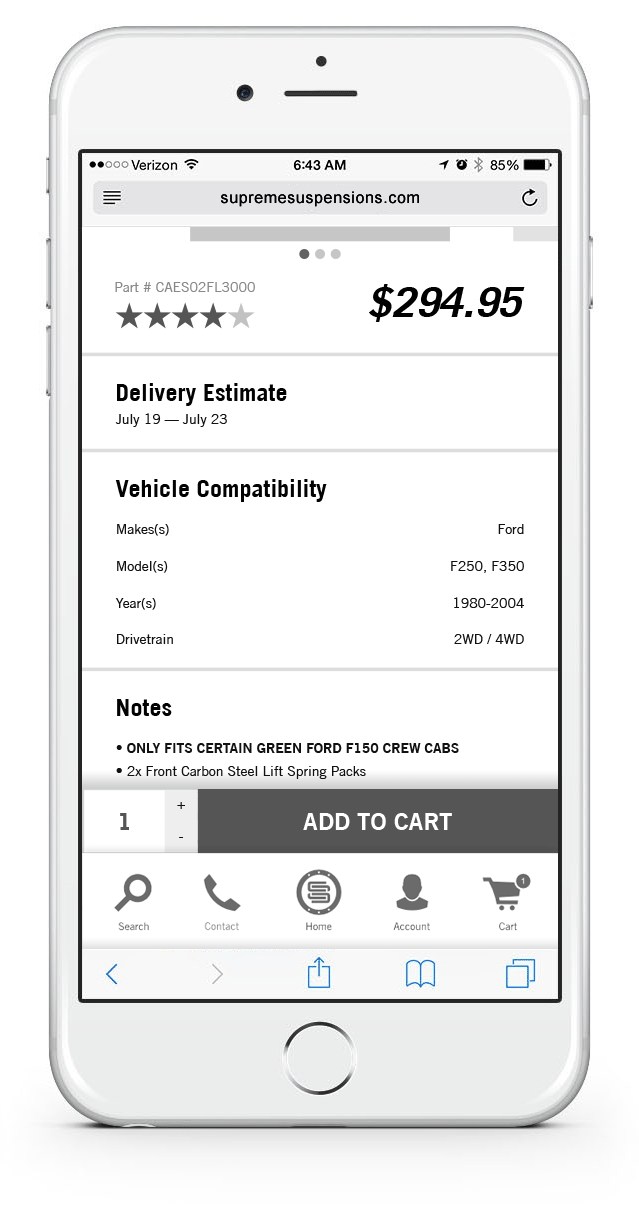 Verizon 6:43 AM 85%
supremesuspensions.com
Part # CAES02FL3000
$294.95
Delivery Estimate
July 19 — July 23
Vehicle Compatibility
Makes(s) Ford
Model(s) F250, F350
Year(s) 1980-2004
Drivetrain 2WD / 4WD
Notes
• ONLY FITS CERTAIN GREEN FORD F150 CREW CABS
• 2x Front Carbon Steel Lift Spring Packs
1 + - ADD TO CART
1
Search Contact Home Account Cart